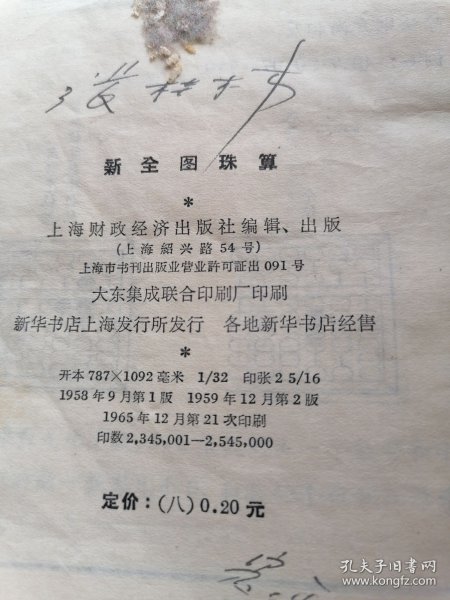 新全图珠算
*
上海财政经济出版社编辑、出版
(上海紹兴路54号)
上海市书刊出版业营业許可証出091号
大东集成联合印刷厂印刷
新华书店上海发行所发行 各地新华书店经售
*
开本787×1092毫米 1/32 印张2 5/16
1958年9月第1版 1959年12月第2版
1965年12月第21次印刷
印数2,345,001—2,545,000
定价:(八)0.20元
孔夫子旧书网
www.kongfz.com